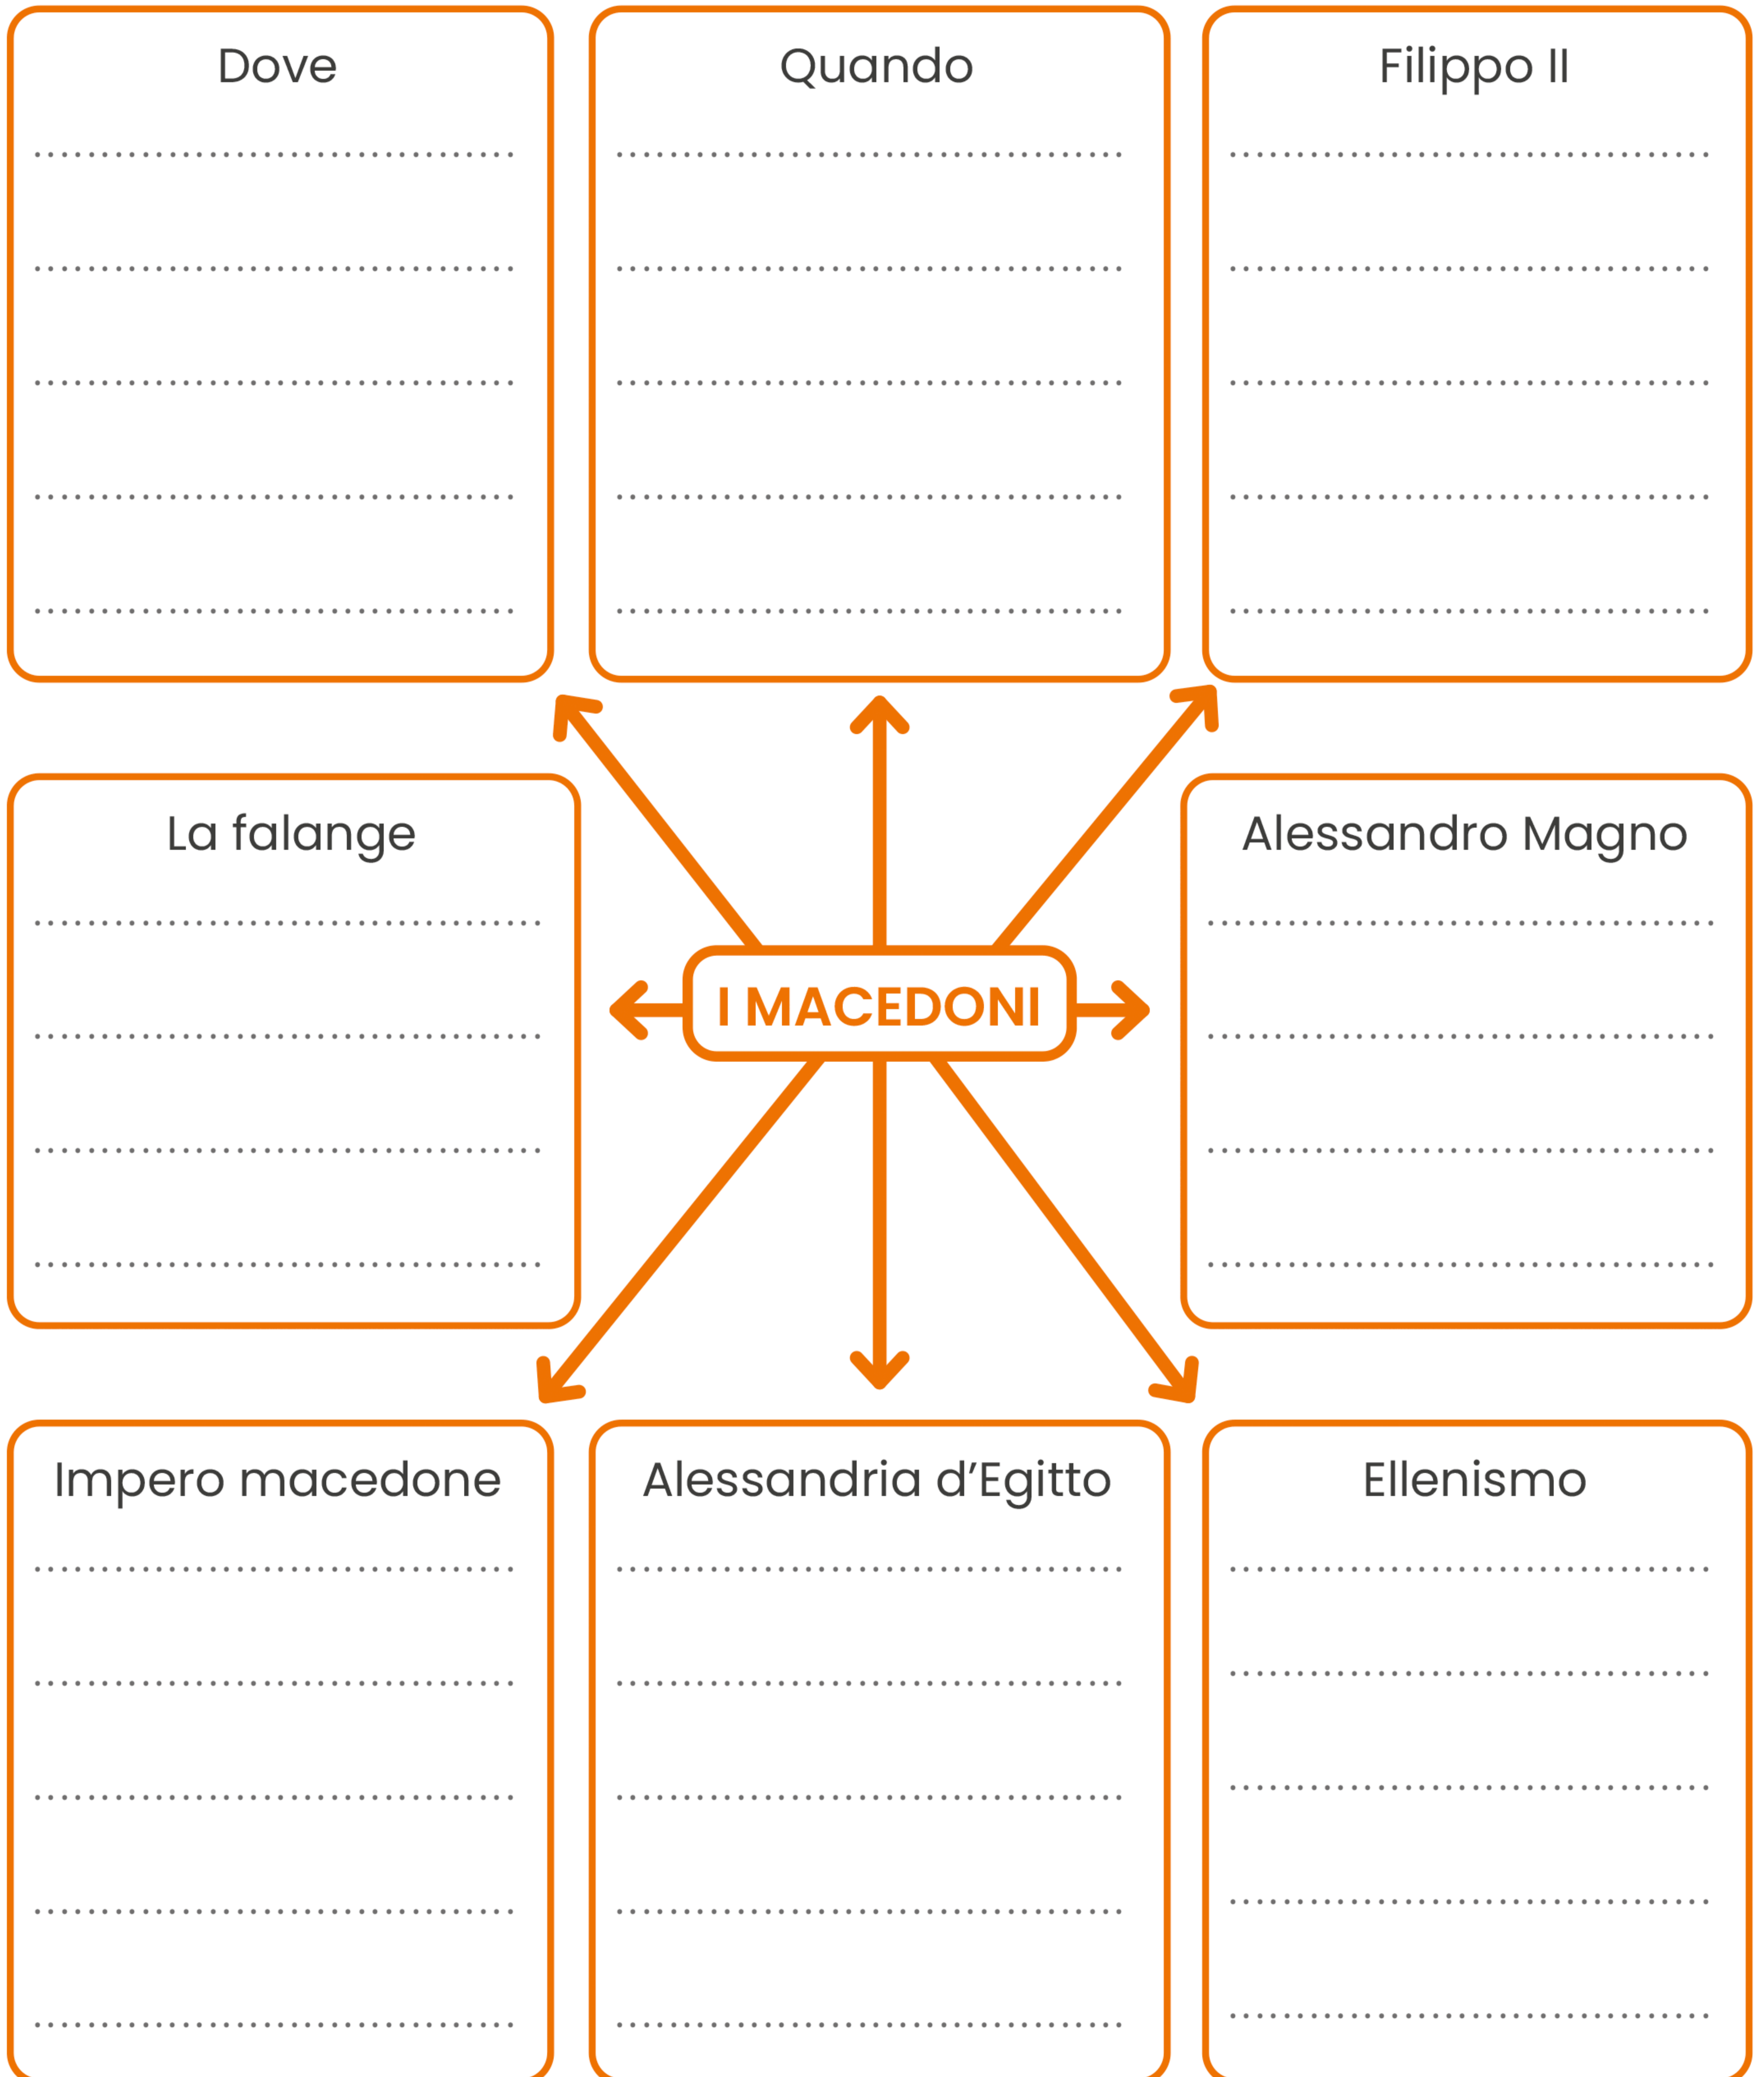 Dove
Quando
Filippo II
La falange
Alessandro Magno
I MACEDONI
Impero macedone
Alessandria d’Egitto
Ellenismo